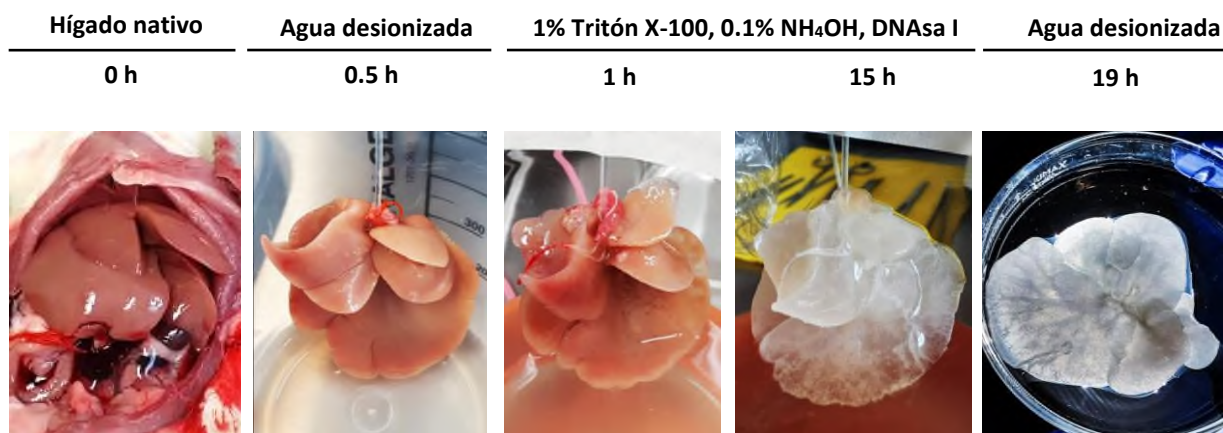 Hígado nativo
Agua desionizada
1% Tritón X-100, 0.1% NH₄OH, DNAsa I
Agua desionizada
0 h
0.5 h
1 h
15 h
19 h
300